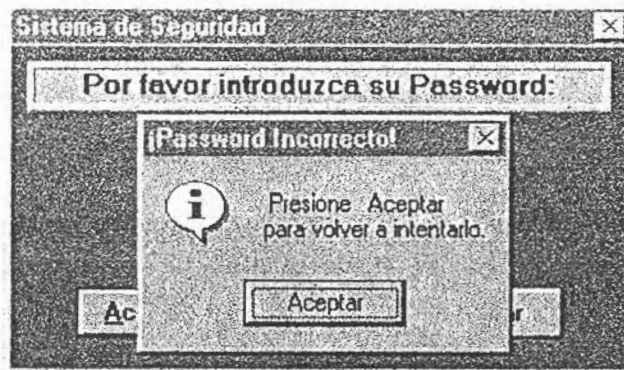 Sistema de Seguridad
Por favor introduzca su Password:
¡Password Incorrecto!
Presione Aceptar
para volver a intentarlo.
Aceptar